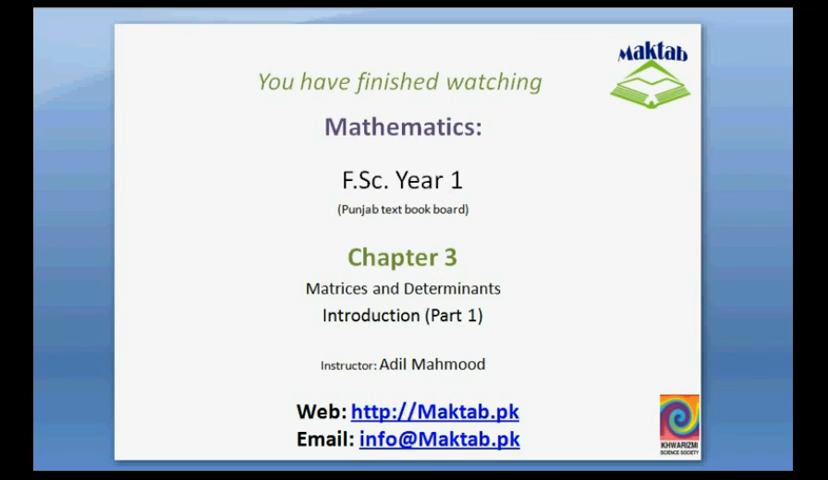 Maktab
You have finished watching
Mathematics:
F.Sc. Year 1
(Punjab text book board)
Chapter 3
Matrices and Determinants
Introduction (Part 1)
Instructor: Adil Mahmood
Web: http://Maktab.pk
Email: info@Maktab.pk
KHWARIZMI
SCIENCE SOCIETY